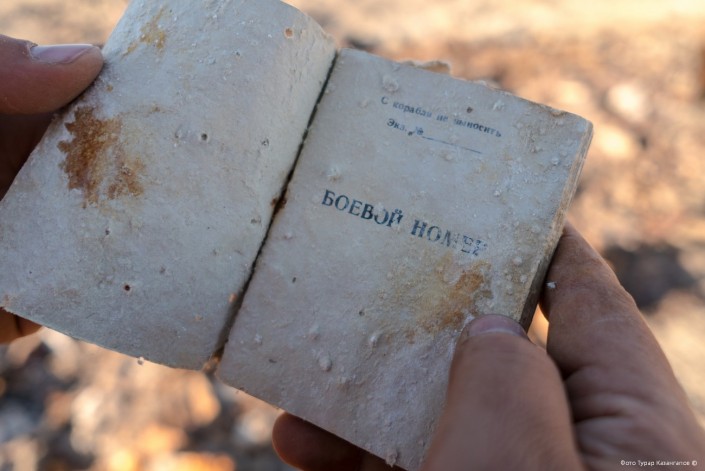 С корабля не выносить
Экз. №
БОЕВОЙ НОМЕР
Фото Турар Казангапов ©